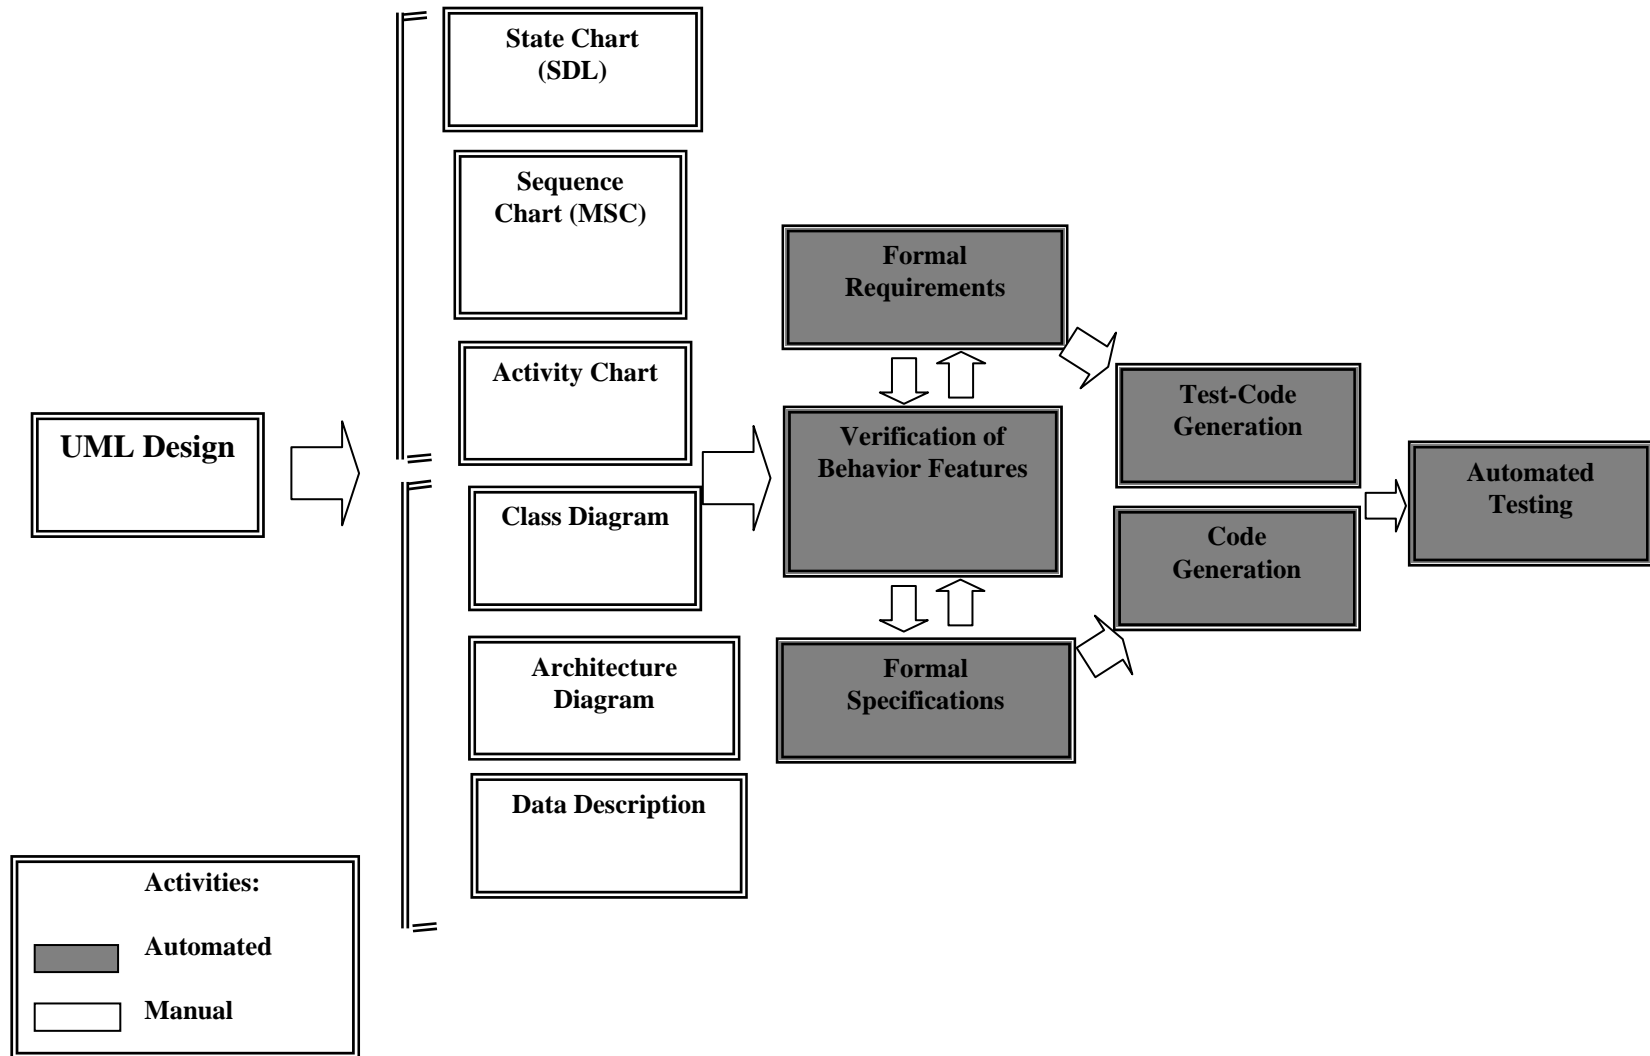 State Chart
(SDL)
Sequence
Chart (MSC)
Formal
Requirements
Activity Chart
Test-Code
Generation
UML Design
Verification of
Behavior Features
Automated
Testing
Class Diagram
Code
Generation
Architecture
Diagram
Formal
Specifications
Data Description
Activities:
Automated
Manual